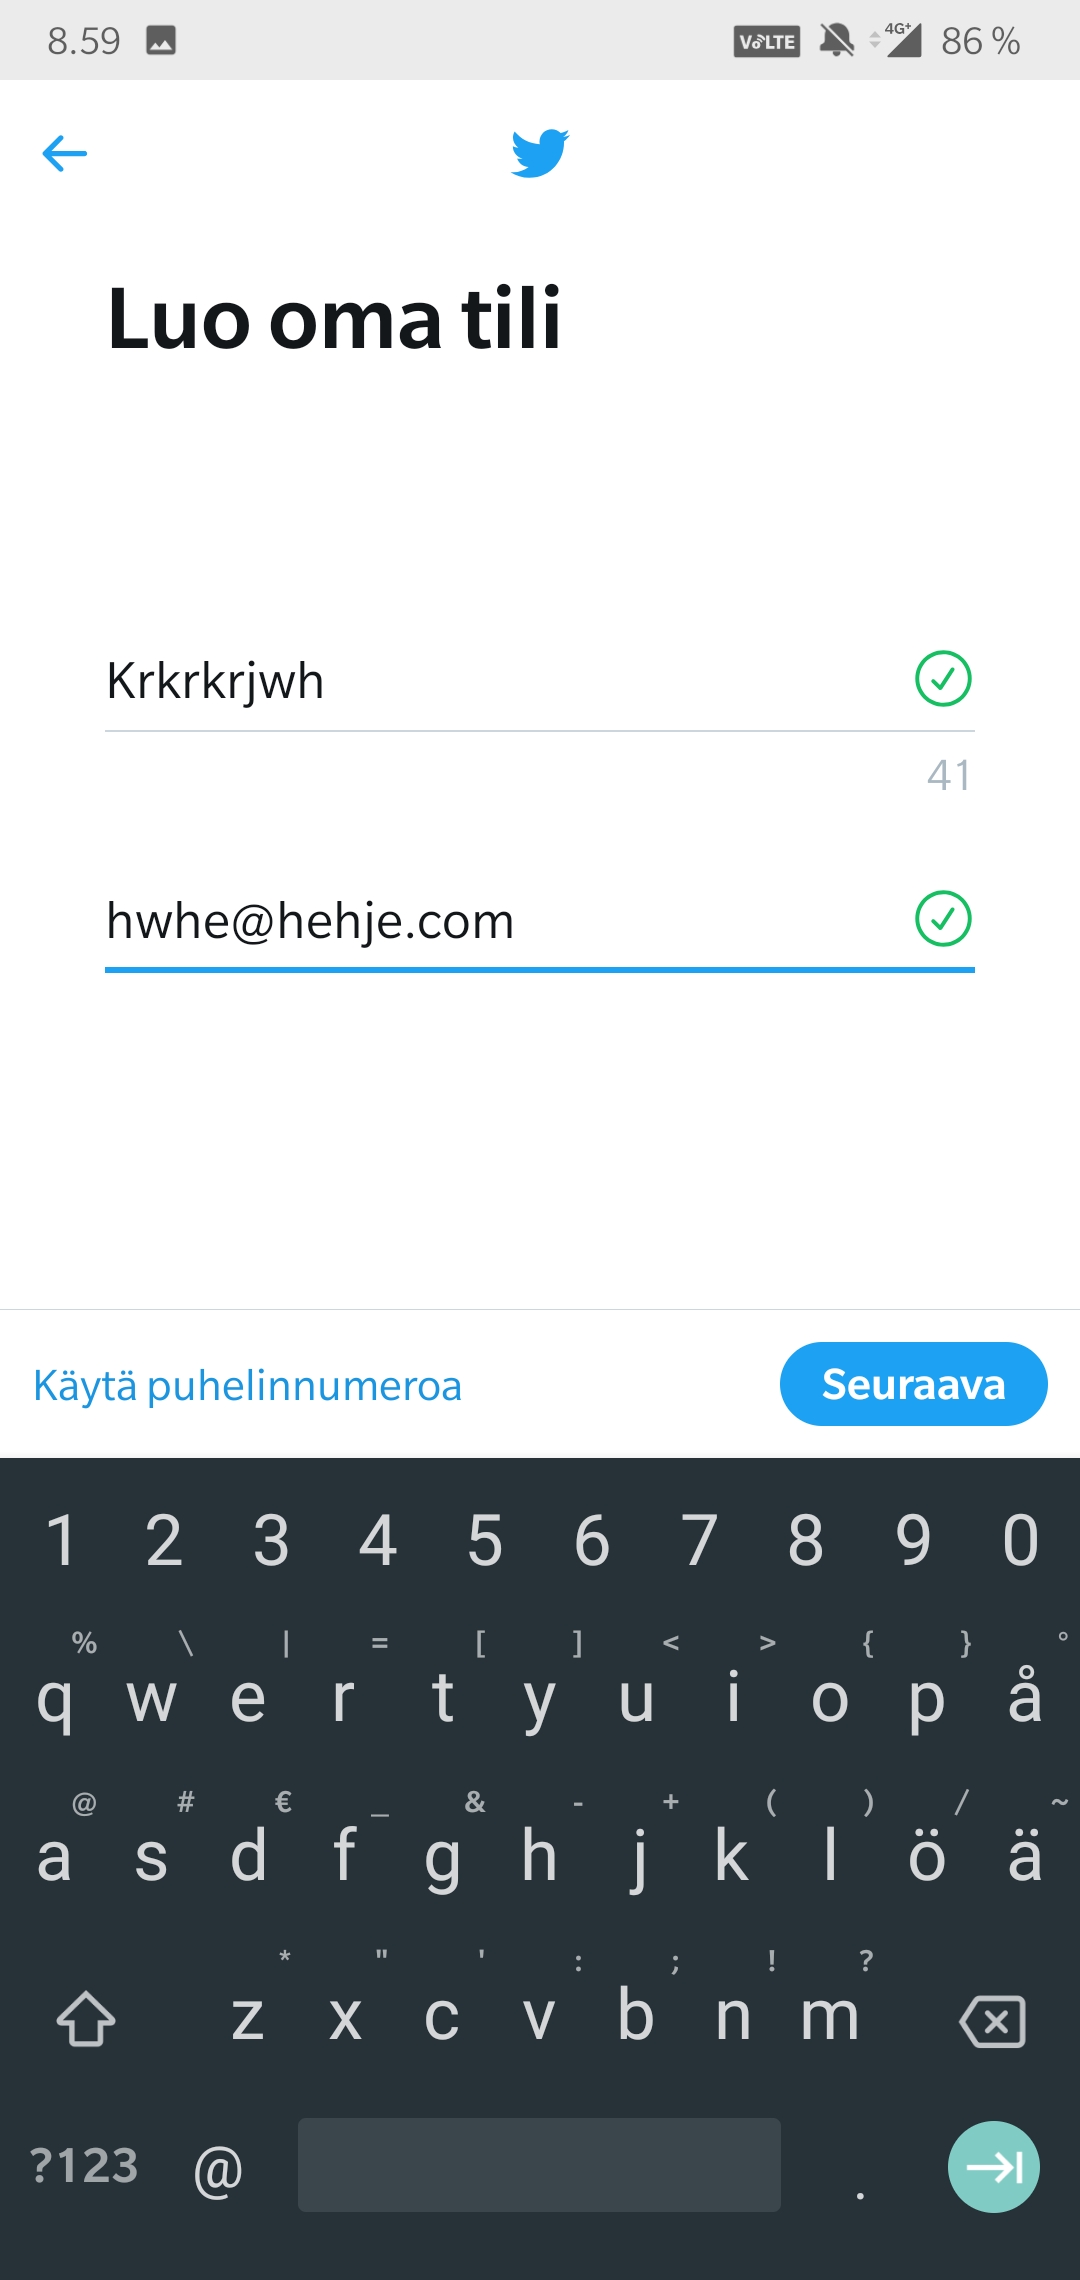 8.59
VoLTE 4G+ 86 %
Luo oma tili
Krkrkrjwh
41
hwhe@hehje.com
Käytä puhelinnumeroa
Seuraava
1 2 3 4 5 6 7 8 9 0
% \ | = [ ] < > { } °
q w e r t y u i o p å
@ # € _ & - + ( ) / ~
a s d f g h j k l ö ä
* " ' : ; ! ?
z x c v b n m
?123 @ .